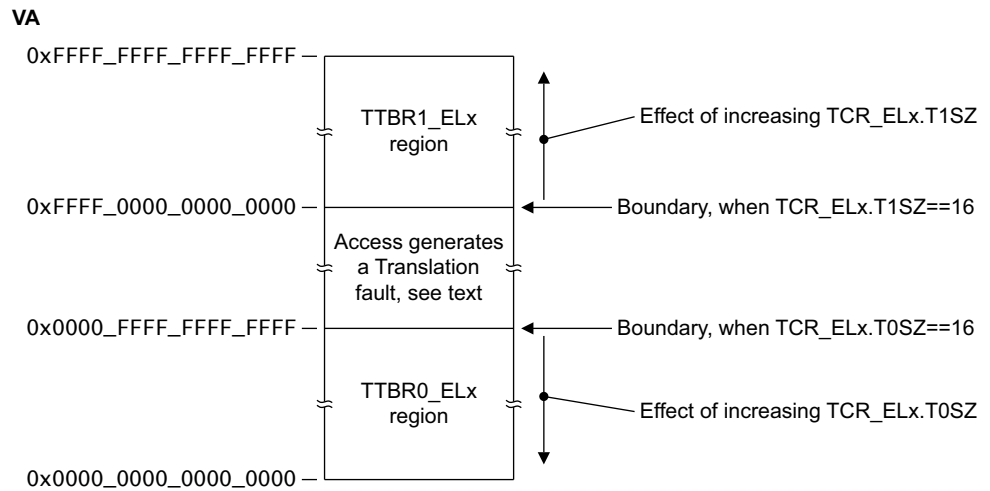 VA
0xFFFF_FFFF_FFFF_FFFF
TTBR1_ELx
region
Effect of increasing TCR_ELx.T1SZ
0xFFFF_0000_0000_0000
Boundary, when TCR_ELx.T1SZ==16
Access generates
a Translation
fault, see text
0x0000_FFFF_FFFF_FFFF
Boundary, when TCR_ELx.T0SZ==16
TTBR0_ELx
region
Effect of increasing TCR_ELx.T0SZ
0x0000_0000_0000_0000